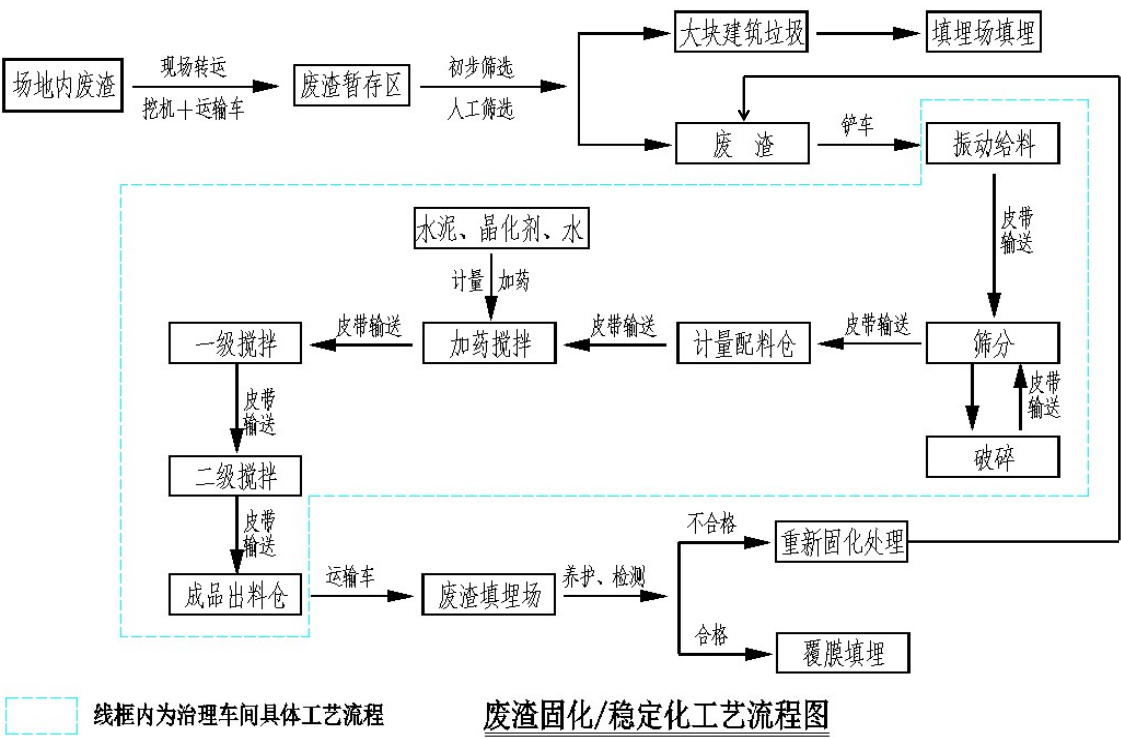 大块建筑垃圾
填埋场填埋
场地内废渣
现场转运
挖机+运输车
废渣暂存区
初步筛选
人工筛选
废 渣
铲车
振动给料
皮带
输送
水泥、晶化剂、水
计量 加药
一级搅拌
皮带输送
加药搅拌
皮带输送
计量配料仓
皮带输送
筛分
皮带
输送
破碎
皮带
输送
二级搅拌
皮带
输送
成品出料仓
运输车
废渣填埋场
养护、检测
不合格
重新固化处理
合格
覆膜填埋
线框内为治理车间具体工艺流程
废渣固化/稳定化工艺流程图